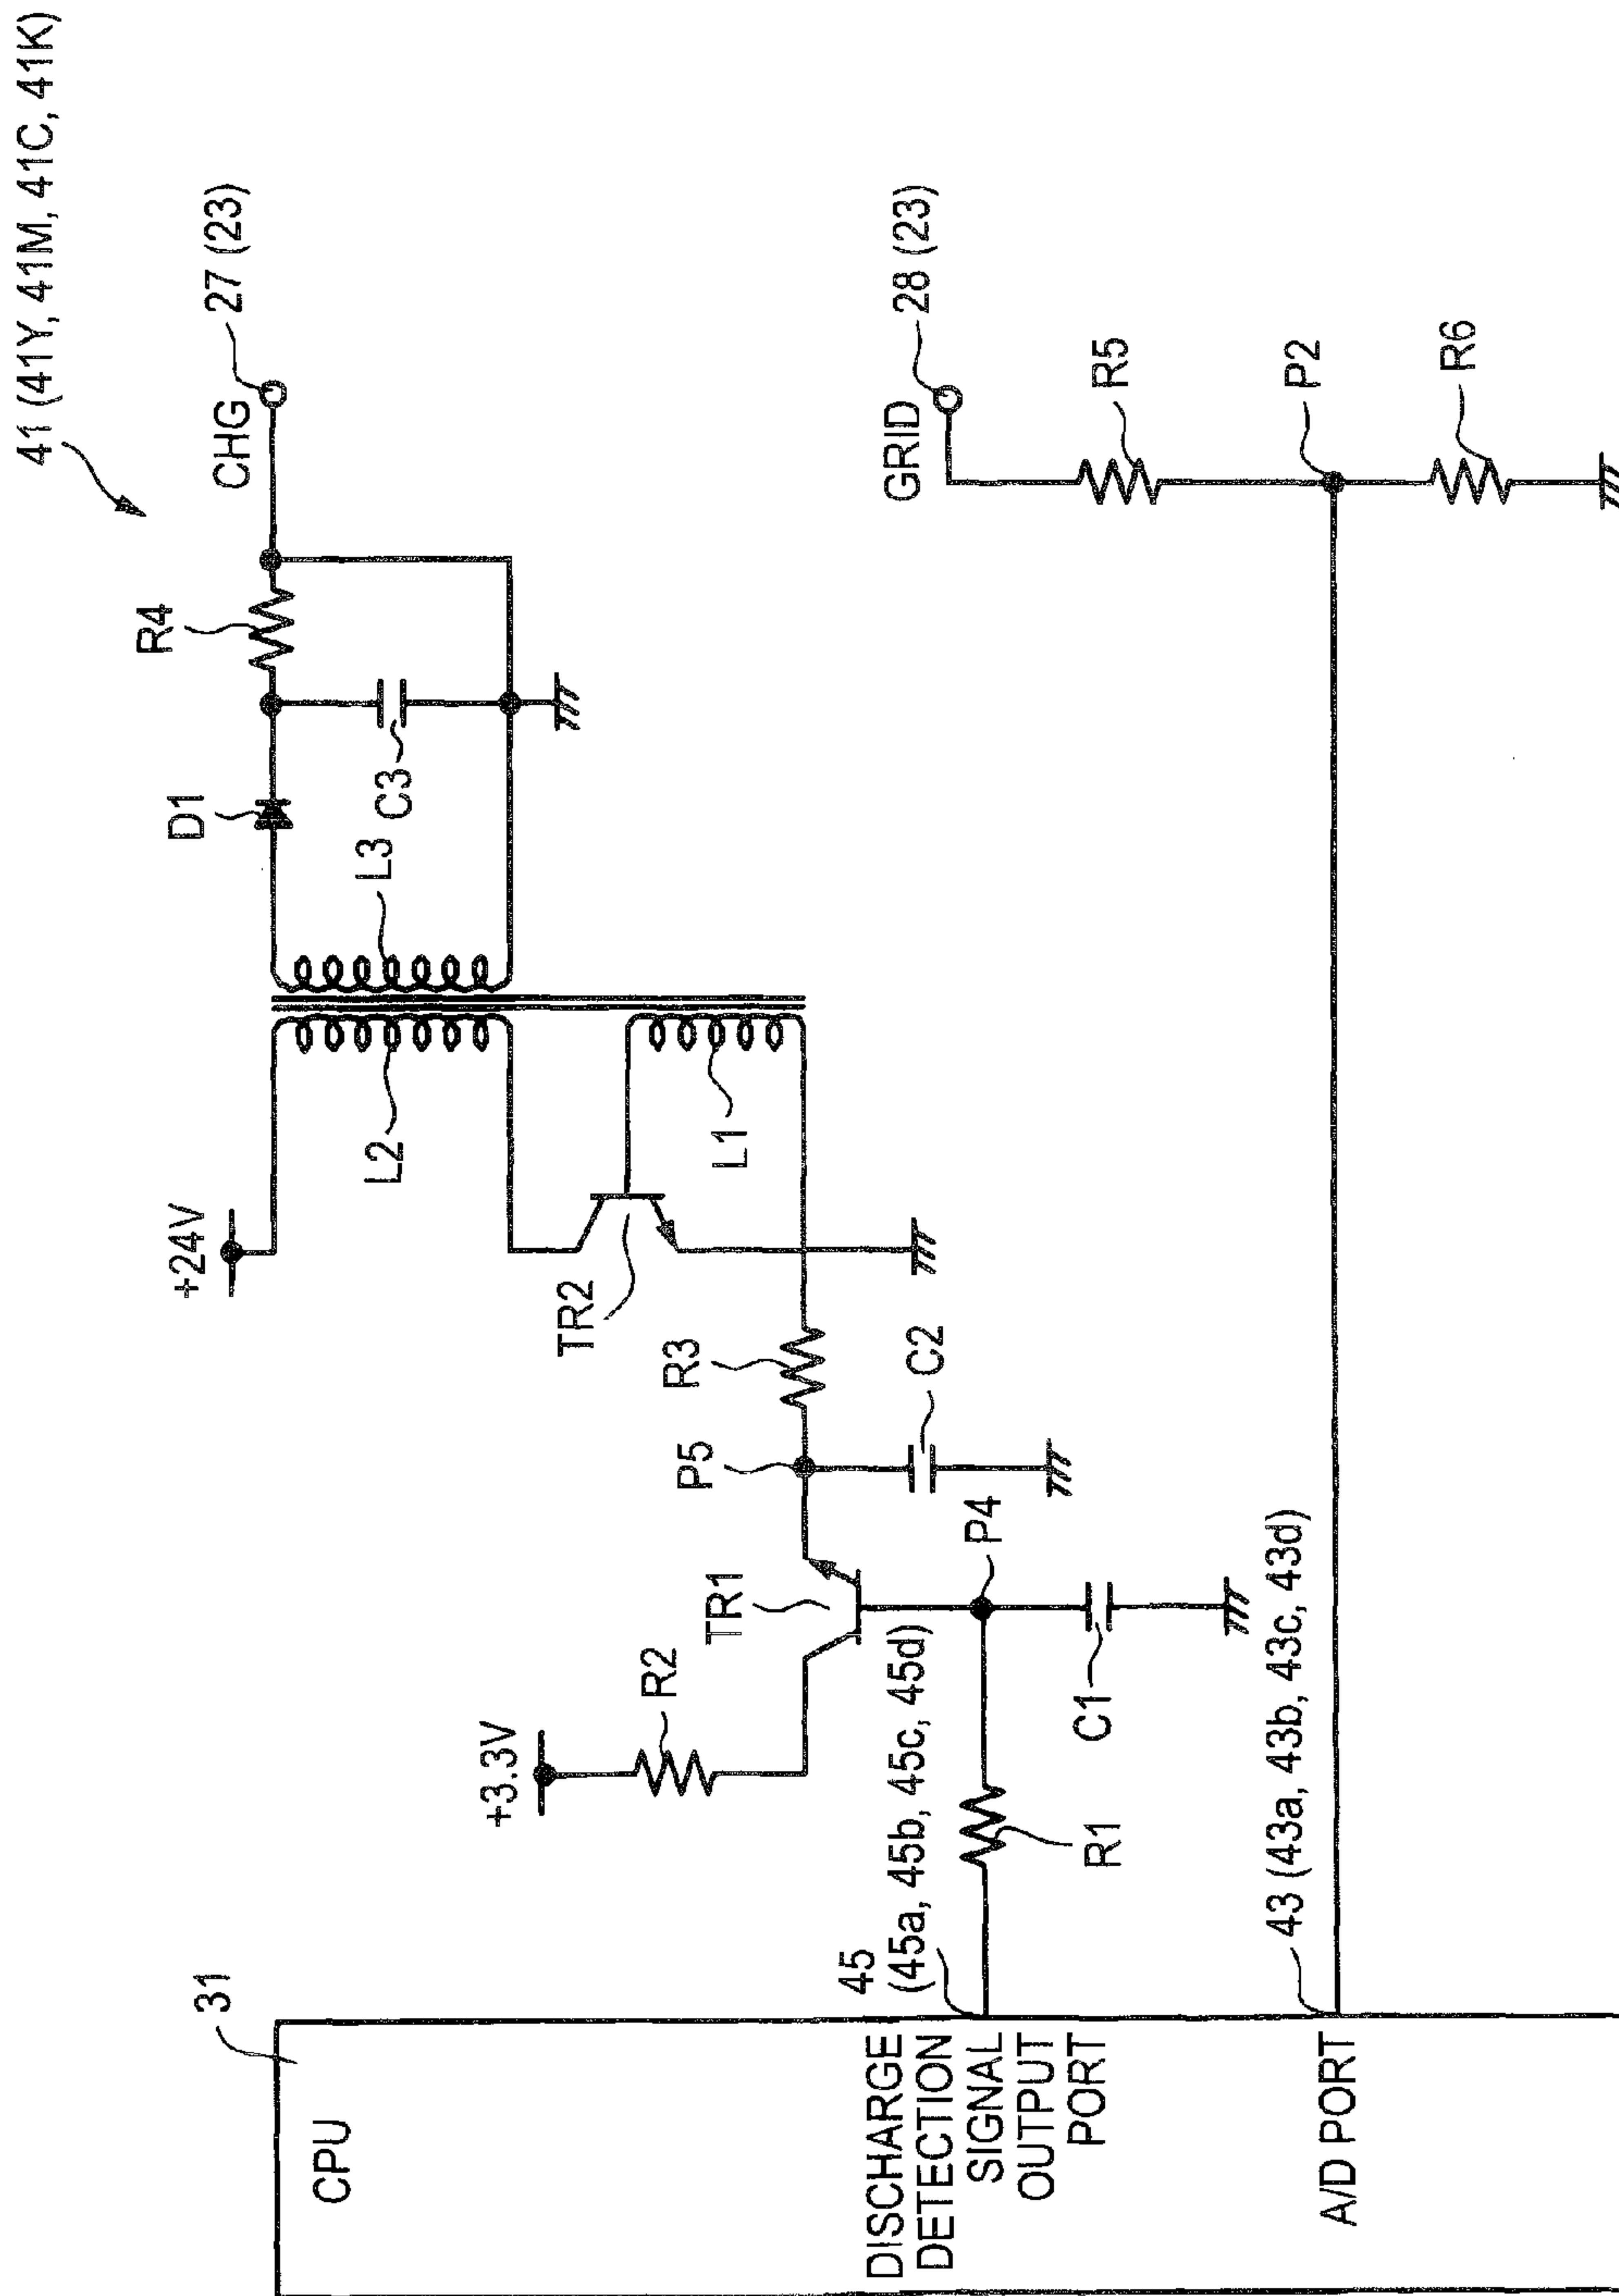 41 (41Y, 41M, 41C, 41K)
+24V
D1
R4
CHG
27 (23)
L2
L3
C3
+3.3V
TR2
L1
R2
TR1
P5
R3
C2
GRID
28 (23)
31
CPU
45
(45a, 45b, 45c, 45d)
P4
DISCHARGE
DETECTION
SIGNAL
OUTPUT
PORT
R1
C1
R5
43 (43a, 43b, 43c, 43d)
A/D PORT
P2
R6